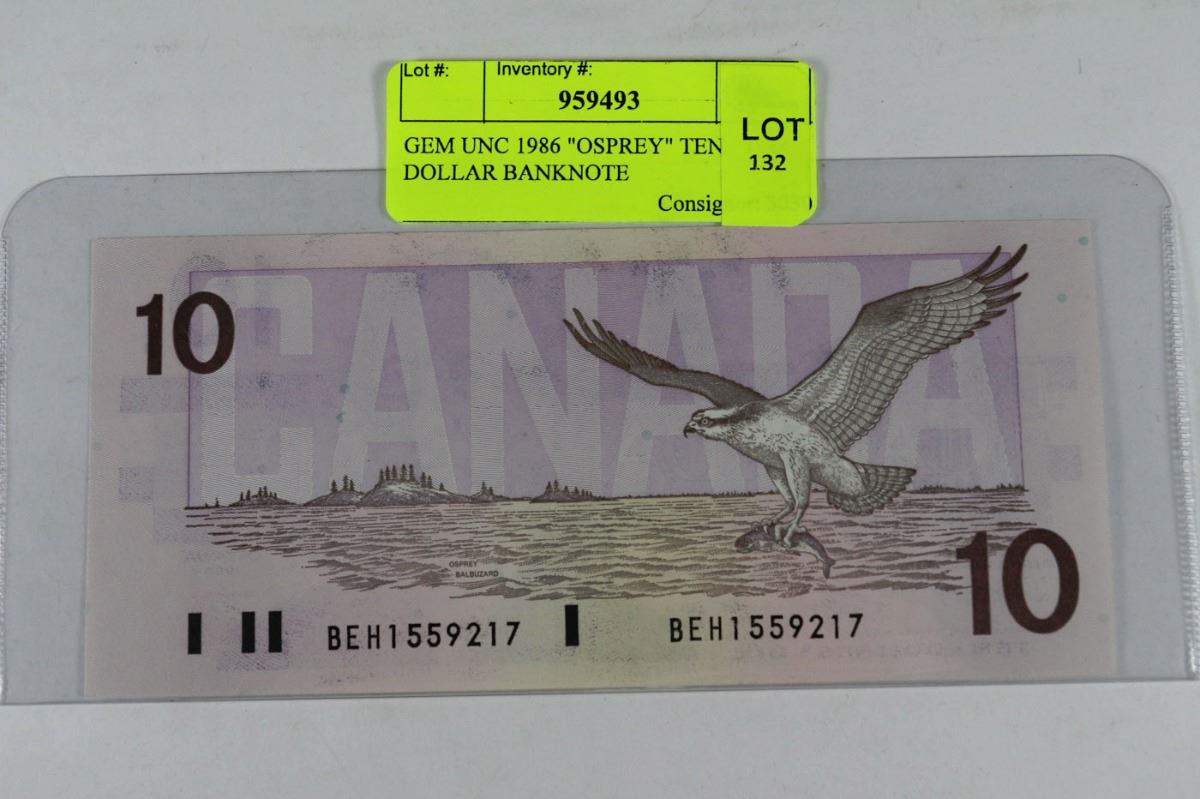 Lot #: Inventory #:
959493
LOT
132
GEM UNC 1986 "OSPREY" TEN
DOLLAR BANKNOTE
Consig
CANADA
10
OSPREY
BALBUZARD
10
BEH1559217 BEH1559217